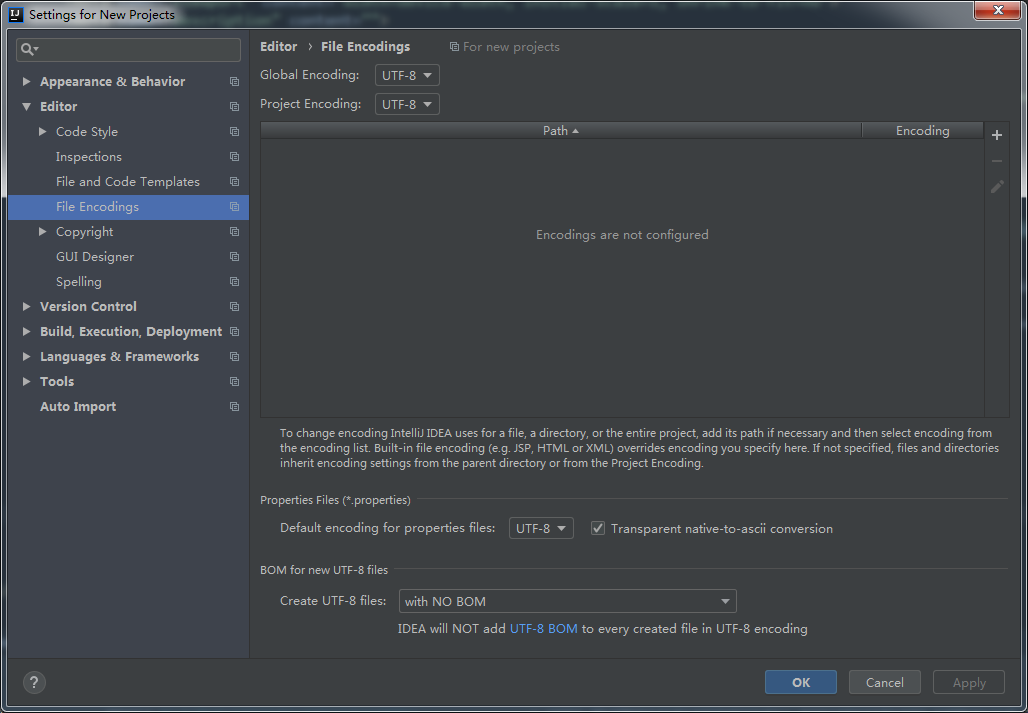 Settings for New Projects
Appearance & Behavior
Editor
Code Style
Inspections
File and Code Templates
File Encodings
Copyright
GUI Designer
Spelling
Version Control
Build, Execution, Deployment
Languages & Frameworks
Tools
Auto Import
Editor › File Encodings For new projects
Global Encoding: UTF-8
Project Encoding: UTF-8
Path Encoding
Encodings are not configured
To change encoding IntelliJ IDEA uses for a file, a directory, or the entire project, add its path if necessary and then select encoding from
the encoding list. Built-in file encoding (e.g. JSP, HTML or XML) overrides encoding you specify here. If not specified, files and directories
inherit encoding settings from the parent directory or from the Project Encoding.
Properties Files (*.properties)
Default encoding for properties files: UTF-8 Transparent native-to-ascii conversion
BOM for new UTF-8 files
Create UTF-8 files: with NO BOM
IDEA will NOT add UTF-8 BOM to every created file in UTF-8 encoding
? OK Cancel Apply